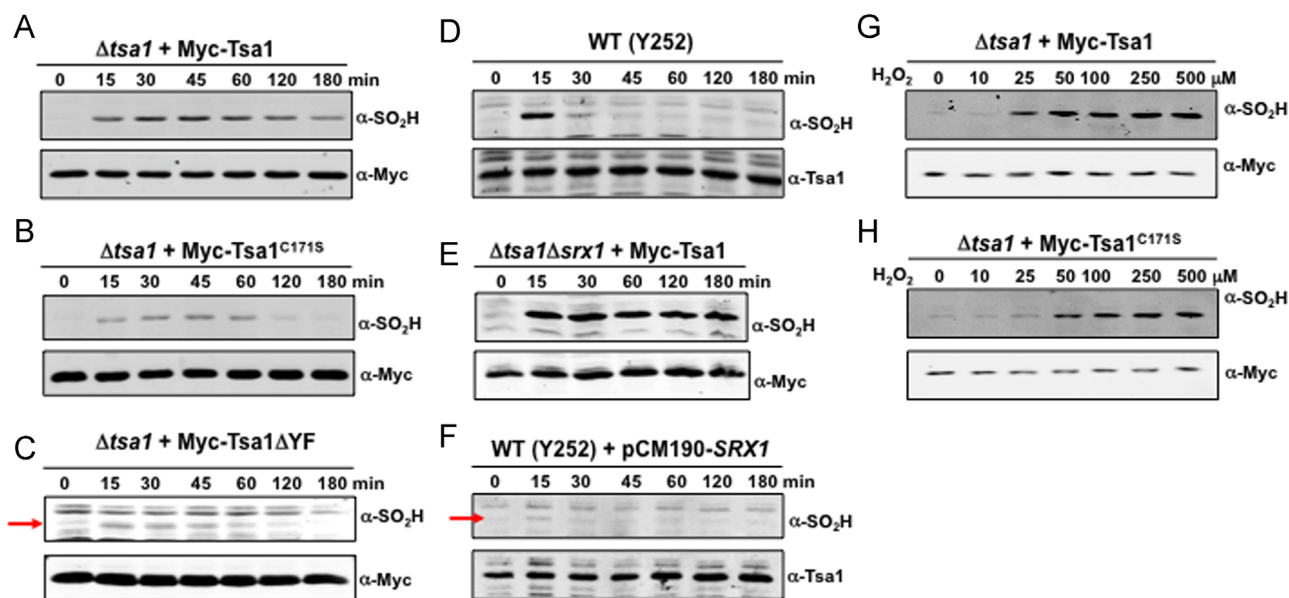 A
Δtsa1 + Myc-Tsa1
0 15 30 45 60 120 180 min
α-SO₂H
α-Myc
B
Δtsa1 + Myc-Tsa1ᶜ¹⁷¹ˢ
0 15 30 45 60 120 180 min
α-SO₂H
α-Myc
C
Δtsa1 + Myc-Tsa1ΔYF
0 15 30 45 60 120 180 min
α-SO₂H
α-Myc
D
WT (Y252)
0 15 30 45 60 120 180 min
α-SO₂H
α-Tsa1
E
Δtsa1Δsrx1 + Myc-Tsa1
0 15 30 60 120 180 min
α-SO₂H
α-Myc
F
WT (Y252) + pCM190-SRX1
0 15 30 45 60 120 180 min
α-SO₂H
α-Tsa1
G
Δtsa1 + Myc-Tsa1
H₂O₂ 0 10 25 50 100 250 500 μM
α-SO₂H
α-Myc
H
Δtsa1 + Myc-Tsa1ᶜ¹⁷¹ˢ
H₂O₂ 0 10 25 50 100 250 500 μM
α-SO₂H
α-Myc